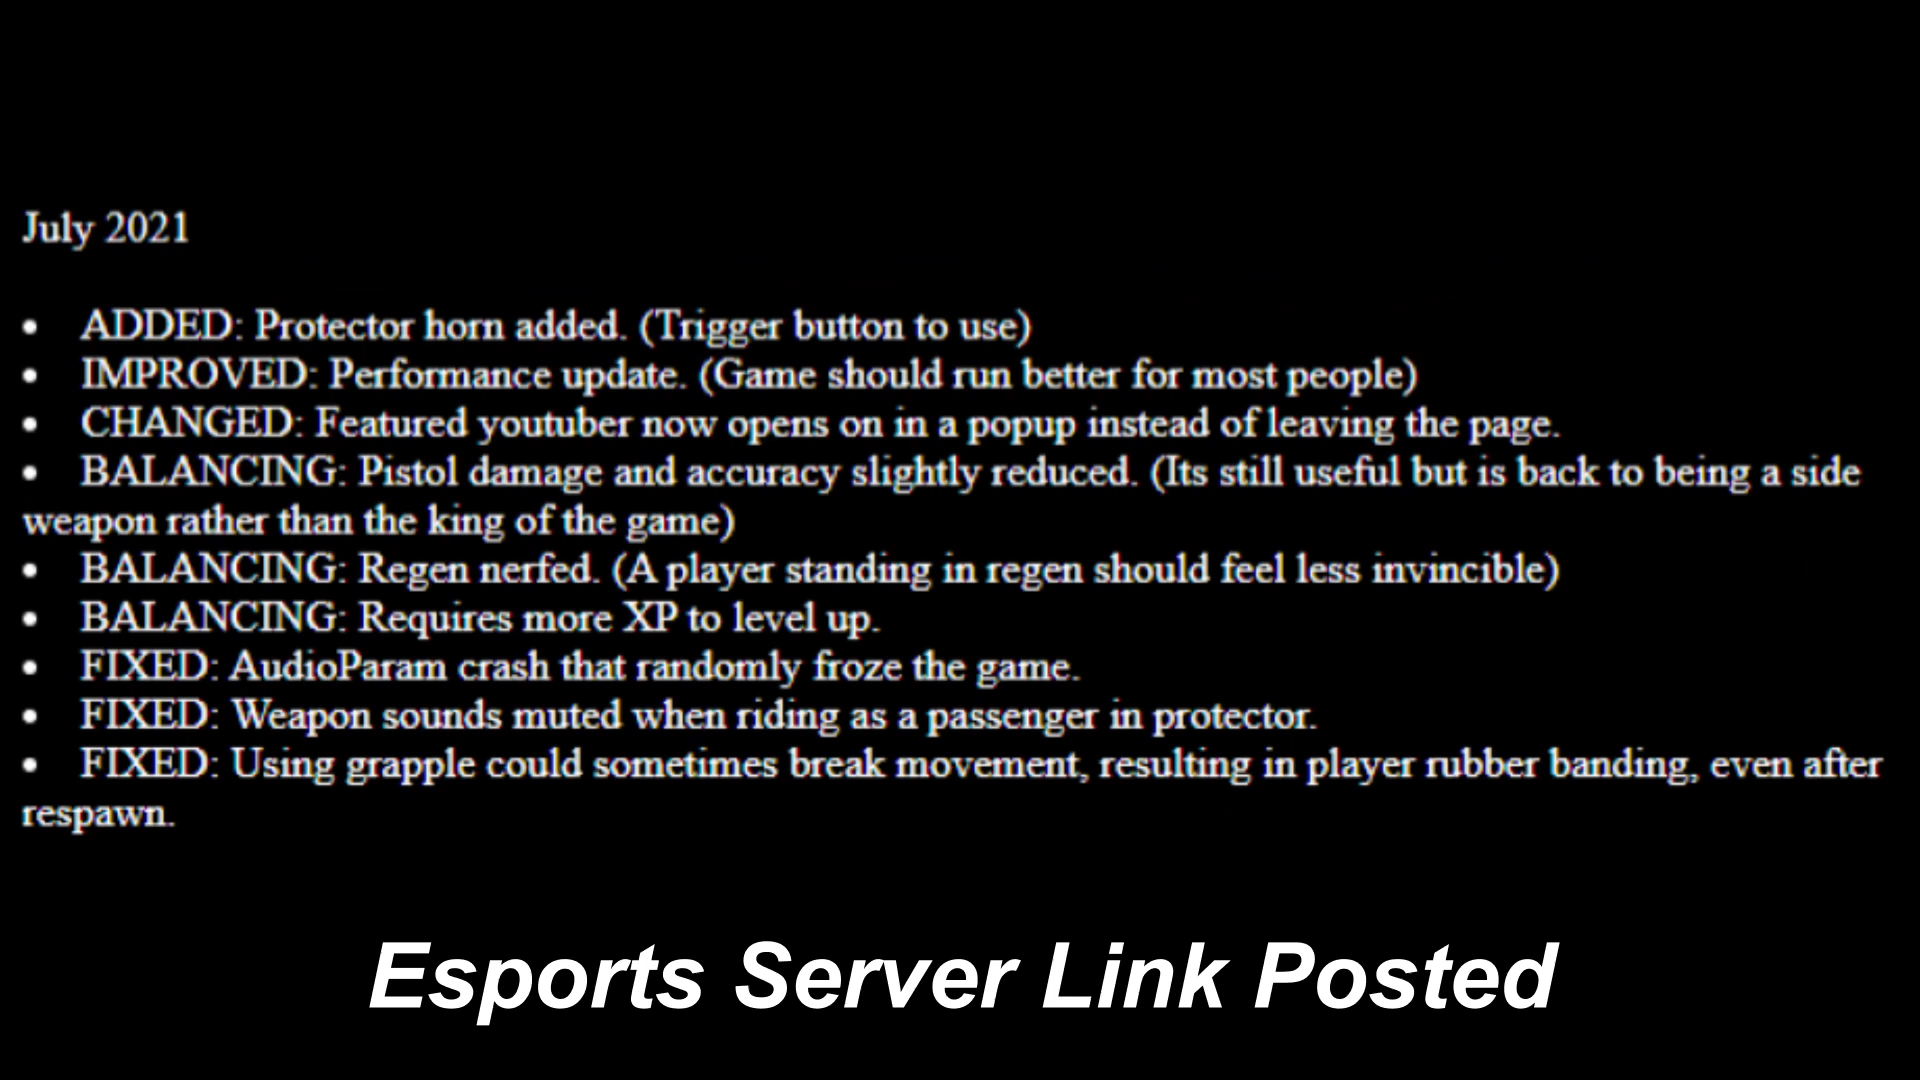 July 2021
• ADDED: Protector horn added. (Trigger button to use)
• IMPROVED: Performance update. (Game should run better for most people)
• CHANGED: Featured youtuber now opens on in a popup instead of leaving the page.
• BALANCING: Pistol damage and accuracy slightly reduced. (Its still useful but is back to being a side
weapon rather than the king of the game)
• BALANCING: Regen nerfed. (A player standing in regen should feel less invincible)
• BALANCING: Requires more XP to level up.
• FIXED: AudioParam crash that randomly froze the game.
• FIXED: Weapon sounds muted when riding as a passenger in protector.
• FIXED: Using grapple could sometimes break movement, resulting in player rubber banding, even after
respawn.
Esports Server Link Posted